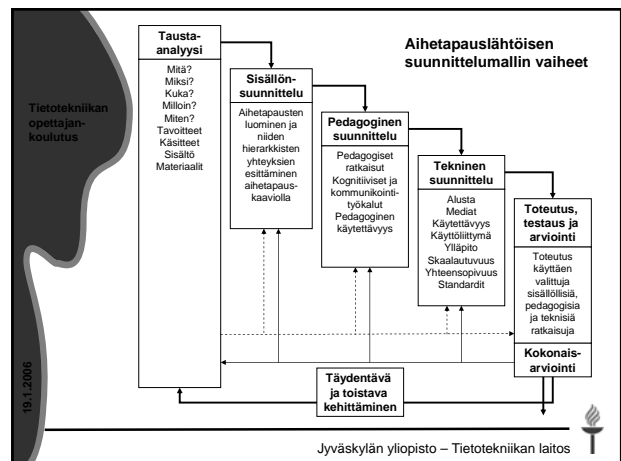 Aihetapauslähtöisen
suunnittelumallin vaiheet
Tietotekniikan
opettajan-
koulutus
19.1.2006
Tausta-
analyysi
Mitä?
Miksi?
Kuka?
Milloin?
Miten?
Tavoitteet
Käsitteet
Sisältö
Materiaalit
Sisällön-
suunnittelu
Aihetapausten
luominen ja
niiden
hierarkkisten
yhteyksien
esittäminen
aihetapaus-
kaaviolla
Pedagoginen
suunnittelu
Pedagogiset
ratkaisut
Kognitiiviset ja
kommunikointi-
työkalut
Pedagoginen
käytettävyys
Tekninen
suunnittelu
Alusta
Mediat
Käytettävyys
Käyttöliittymä
Ylläpito
Skaalautuvuus
Yhteensopivuus
Standardit
Toteutus,
testaus ja
arviointi
Toteutus
käyttäen
valittuja
sisällöllisiä,
pedagogisia
ja teknisiä
ratkaisuja
Kokonais-
arviointi
Täydentävä
ja toistava
kehittäminen
Jyväskylän yliopisto – Tietotekniikan laitos